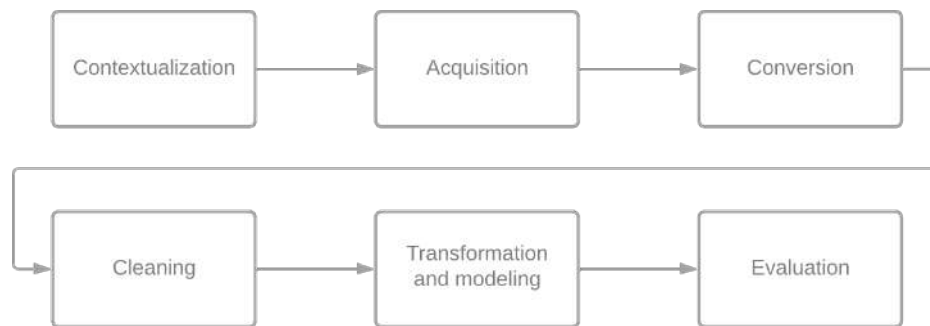 Contextualization
Acquisition
Conversion
Cleaning
Transformation
and modeling
Evaluation